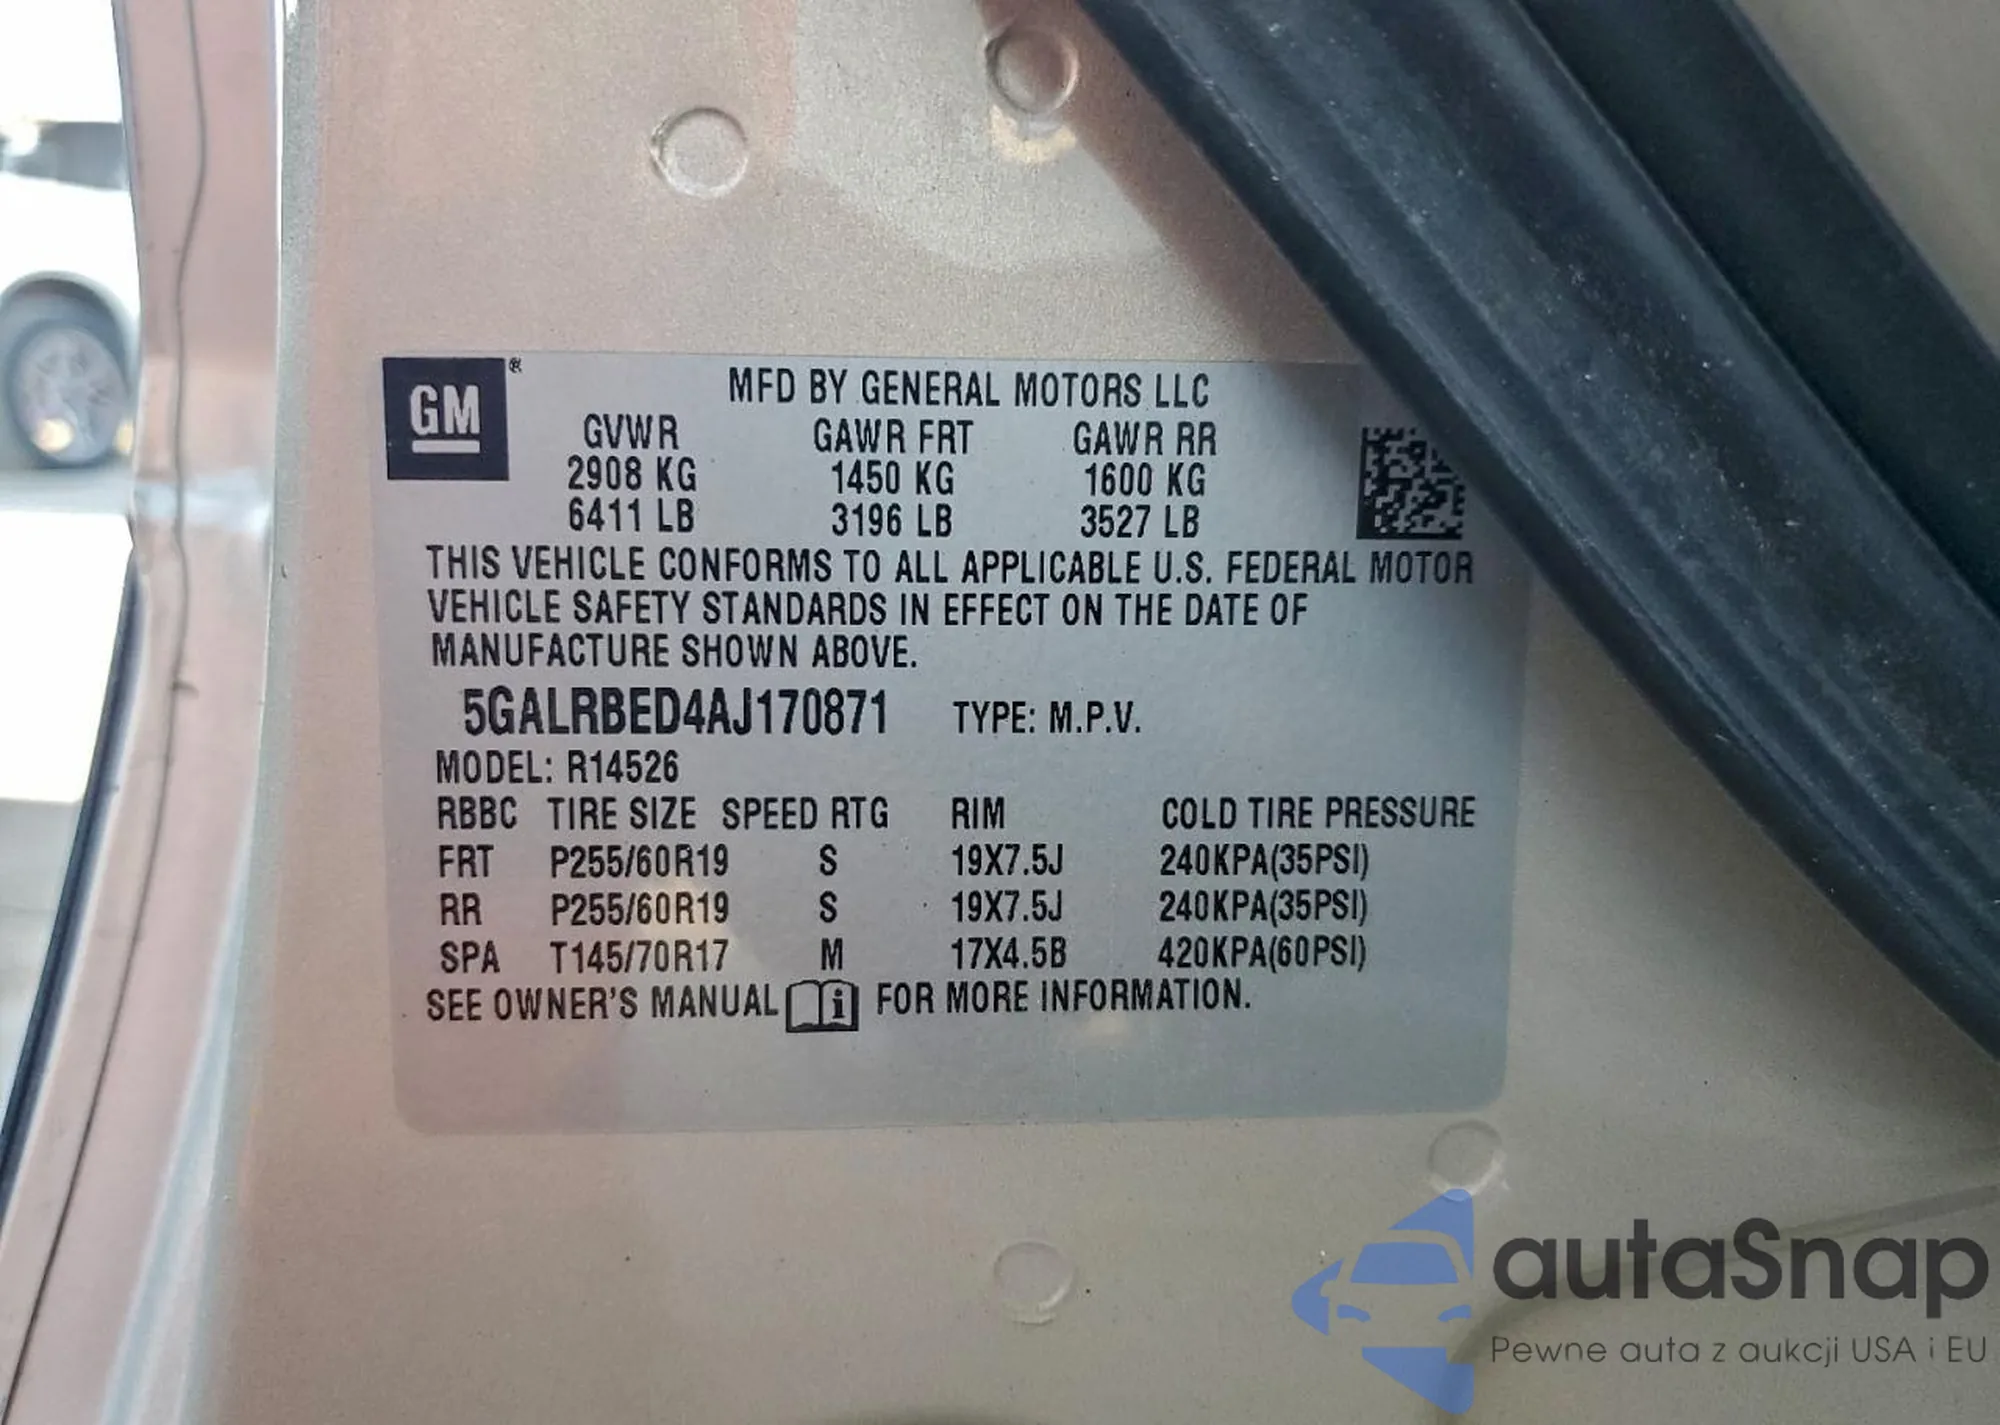 GM®
MFD BY GENERAL MOTORS LLC
GVWR GAWR FRT GAWR RR
2908 KG 1450 KG 1600 KG
6411 LB 3196 LB 3527 LB
THIS VEHICLE CONFORMS TO ALL APPLICABLE U.S. FEDERAL MOTOR
VEHICLE SAFETY STANDARDS IN EFFECT ON THE DATE OF
MANUFACTURE SHOWN ABOVE.
5GALRBED4AJ170871 TYPE: M.P.V.
MODEL: R14526
RBBC TIRE SIZE SPEED RTG RIM COLD TIRE PRESSURE
FRT P255/60R19 S 19X7.5J 240KPA(35PSI)
RR P255/60R19 S 19X7.5J 240KPA(35PSI)
SPA T145/70R17 M 17X4.5B 420KPA(60PSI)
SEE OWNER'S MANUAL i FOR MORE INFORMATION.
autaSnap
Pewne auta z aukcji USA i EU